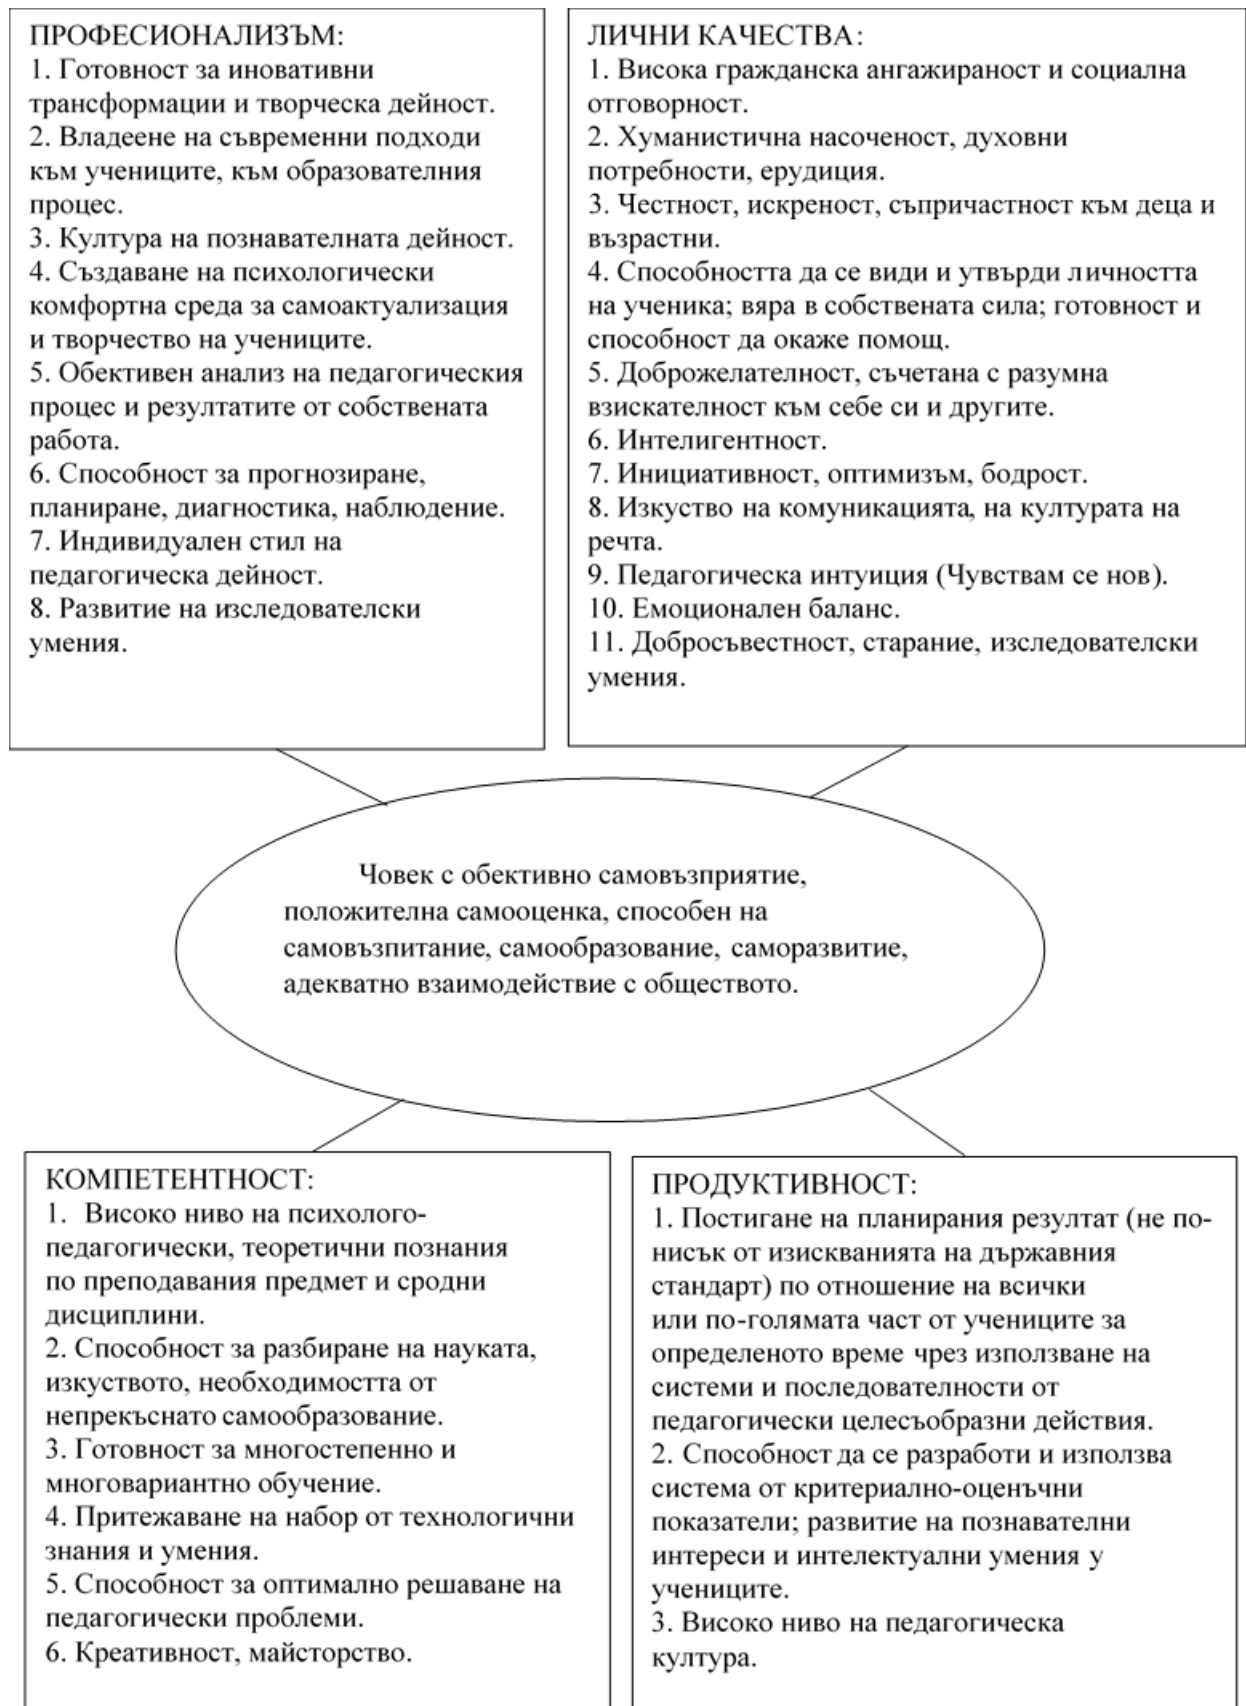 ПРОФЕСИОНАЛИЗЪМ:
1. Готовност за иновативни
трансформации и творческа дейност.
2. Владеене на съвременни подходи
към учениците, към образователния
процес.
3. Култура на познавателната дейност.
4. Създаване на психологически
комфортна среда за самоактуализация
и творчество на учениците.
5. Обективен анализ на педагогическия
процес и резултатите от собствената
работа.
6. Способност за прогнозиране,
планиране, диагностика, наблюдение.
7. Индивидуален стил на
педагогическа дейност.
8. Развитие на изследователски
умения.
ЛИЧНИ КАЧЕСТВА:
1. Висока гражданска ангажираност и социална
отговорност.
2. Хуманистична насоченост, духовни
потребности, ерудиция.
3. Честност, искреност, съпричастност към деца и
възрастни.
4. Способността да се види и утвърди личността
на ученика; вяра в собствената сила; готовност и
способност да окаже помощ.
5. Доброжелателност, съчетана с разумна
взискателност към себе си и другите.
6. Интелигентност.
7. Инициативност, оптимизъм, бодрост.
8. Изкуство на комуникацията, на културата на
речта.
9. Педагогическа интуиция (Чувствам се нов).
10. Емоционален баланс.
11. Добросъвестност, старание, изследователски
умения.
Човек с обективно самовъзприятие,
положителна самооценка, способен на
самовъзпитание, самообразование, саморазвитие,
адекватно взаимодействие с обществото.
КОМПЕТЕНТНОСТ:
1. Високо ниво на психолого-
педагогически, теоретични познания
по преподавания предмет и сродни
дисциплини.
2. Способност за разбиране на науката,
изкуството, необходимостта от
непрекъснато самообразование.
3. Готовност за многостепенно и
многовариантно обучение.
4. Притежаване на набор от технологични
знания и умения.
5. Способност за оптимално решаване на
педагогически проблеми.
6. Креативност, майсторство.
ПРОДУКТИВНОСТ:
1. Постигане на планирания резултат (не по-
нисък от изискванията на държавния
стандарт) по отношение на всички
или по-голямата част от учениците за
определеното време чрез използване на
системи и последователности от
педагогически целесъобразни действия.
2. Способност да се разработи и използва
система от критериално-оценъчни
показатели; развитие на познавателни
интереси и интелектуални умения у
учениците.
3. Високо ниво на педагогическа
култура.